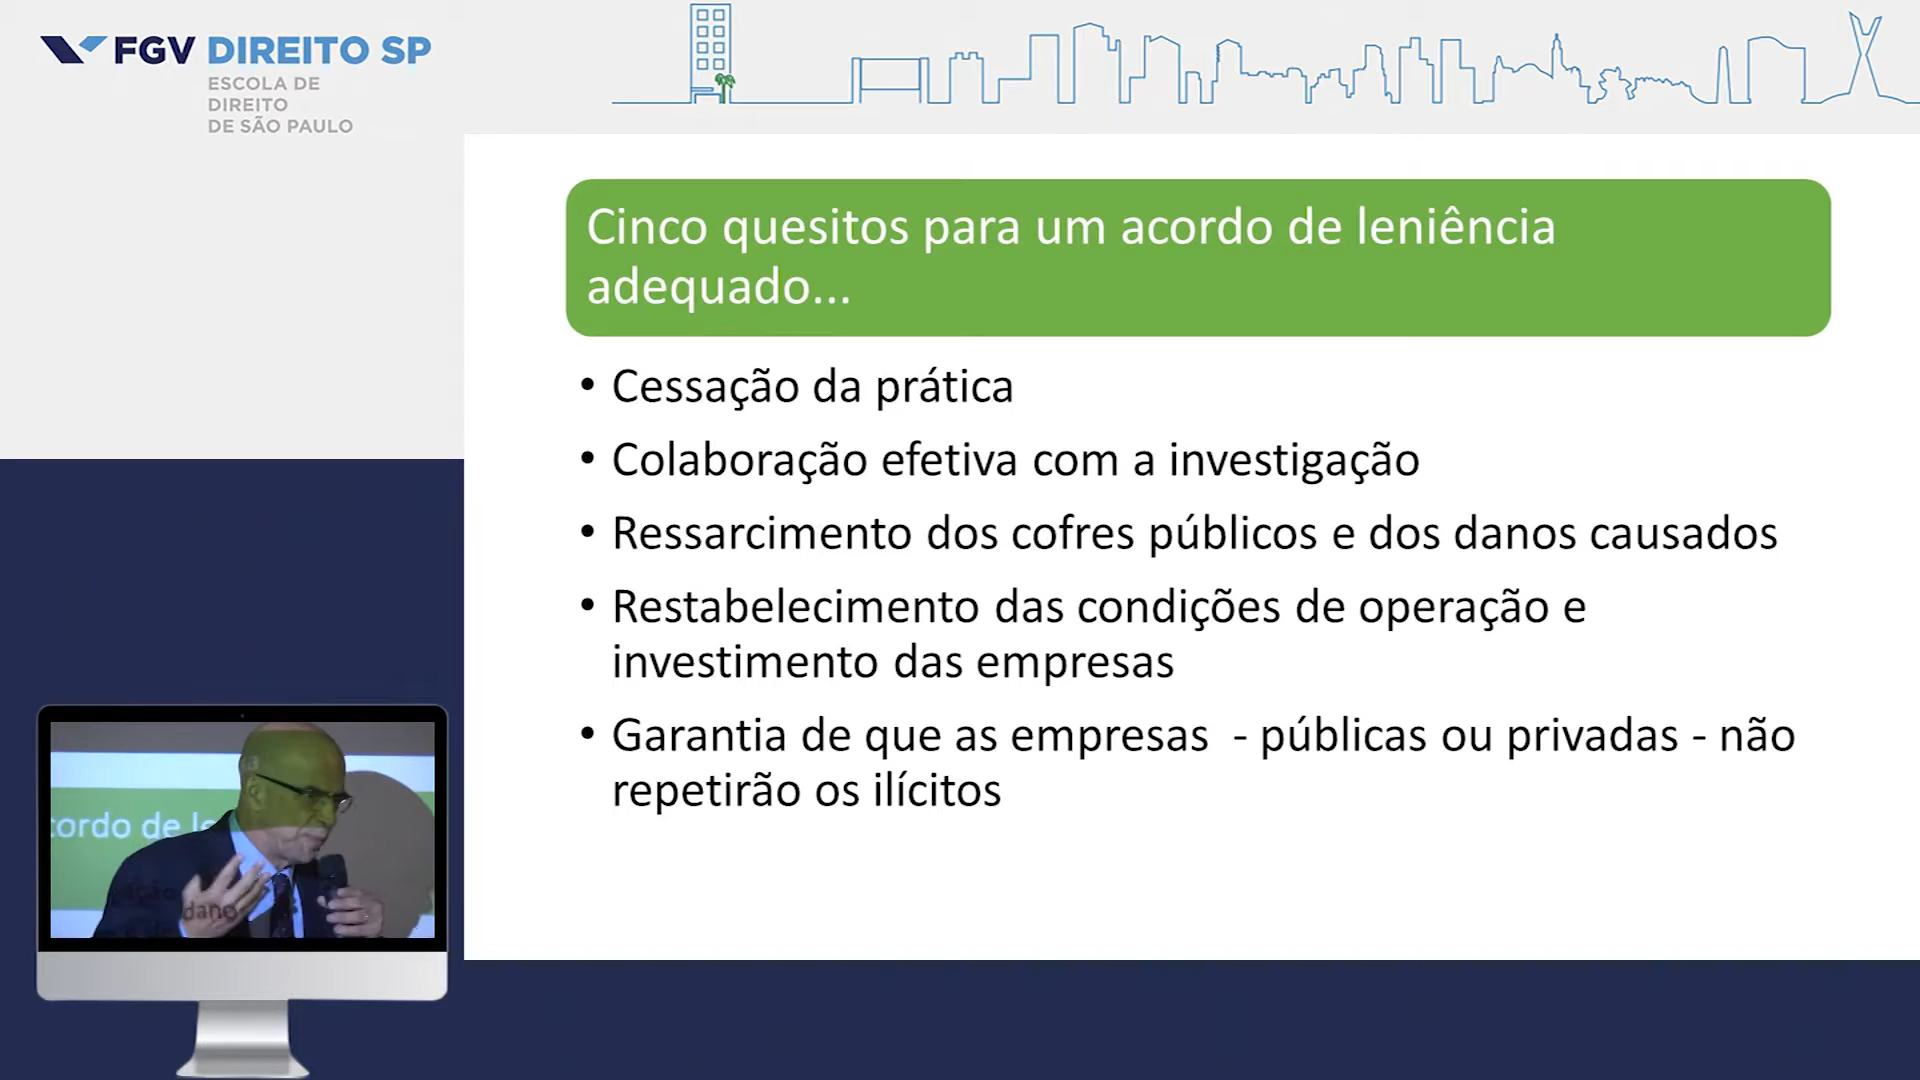 FGV DIREITO SP
ESCOLA DE
DIREITO
DE SÃO PAULO
Cinco quesitos para um acordo de leniência
adequado...
• Cessação da prática
• Colaboração efetiva com a investigação
• Ressarcimento dos cofres públicos e dos danos causados
• Restabelecimento das condições de operação e
investimento das empresas
• Garantia de que as empresas  - públicas ou privadas - não
repetirão os ilícitos
cordo de le
dano